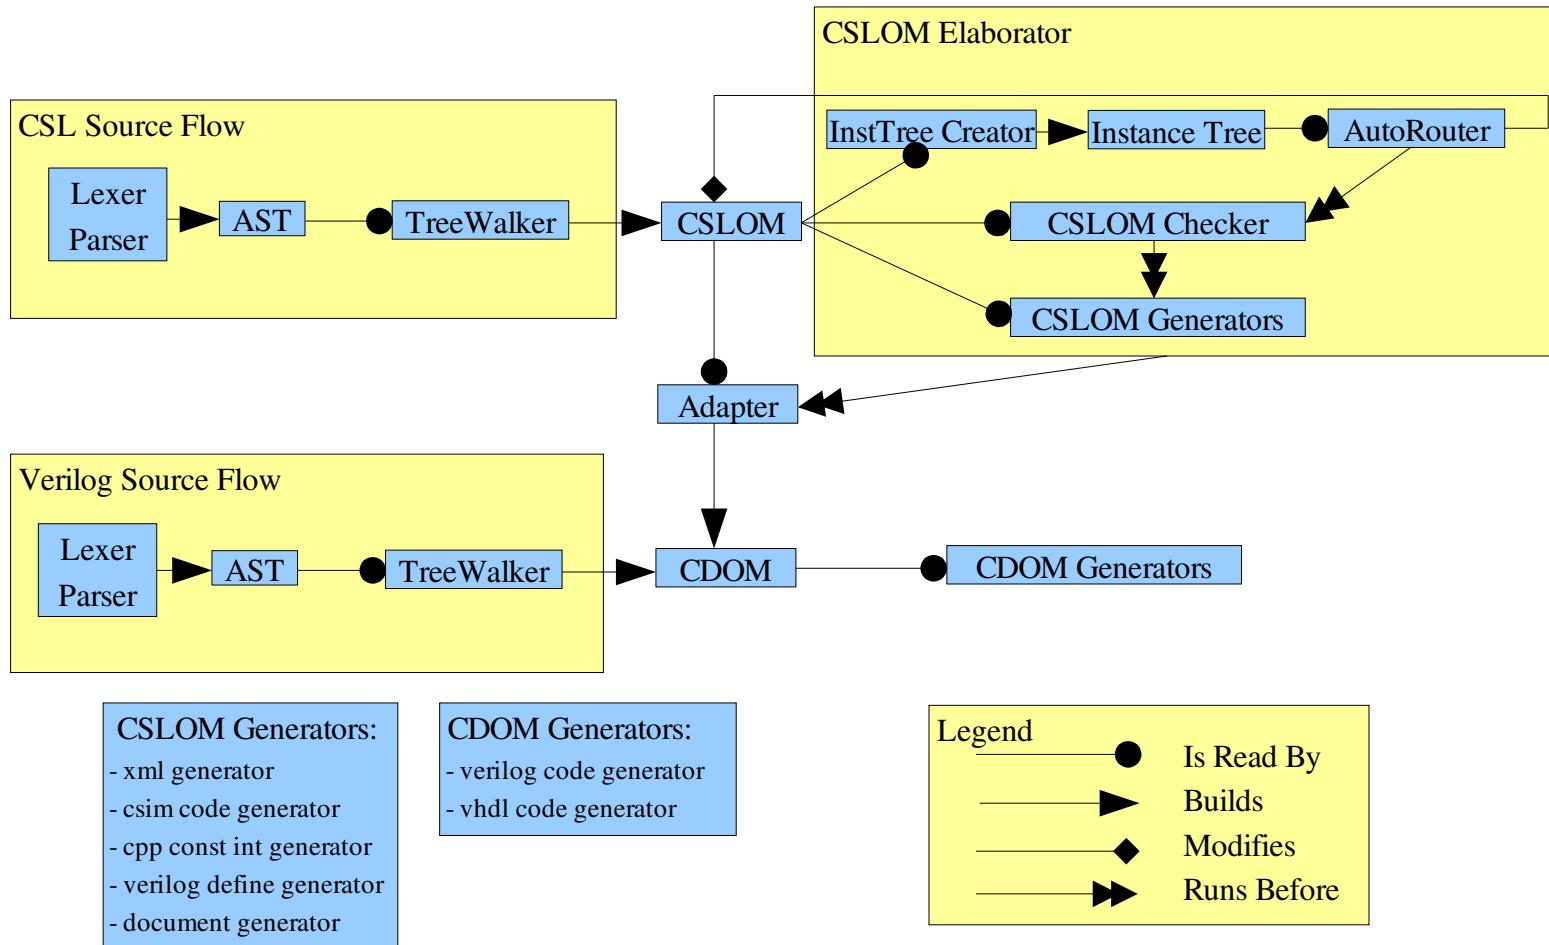 CSLOM Elaborator
CSL Source Flow
InstTree Creator
Instance Tree
AutoRouter
Lexer
Parser
AST
TreeWalker
CSLOM
CSLOM Checker
CSLOM Generators
Adapter
Verilog Source Flow
Lexer
Parser
AST
TreeWalker
CDOM
CDOM Generators
CSLOM Generators:
- xml generator
- csim code generator
- cpp const int generator
- verilog define generator
- document generator
CDOM Generators:
- verilog code generator
- vhdl code generator
Legend
Is Read By
Builds
Modifies
Runs Before